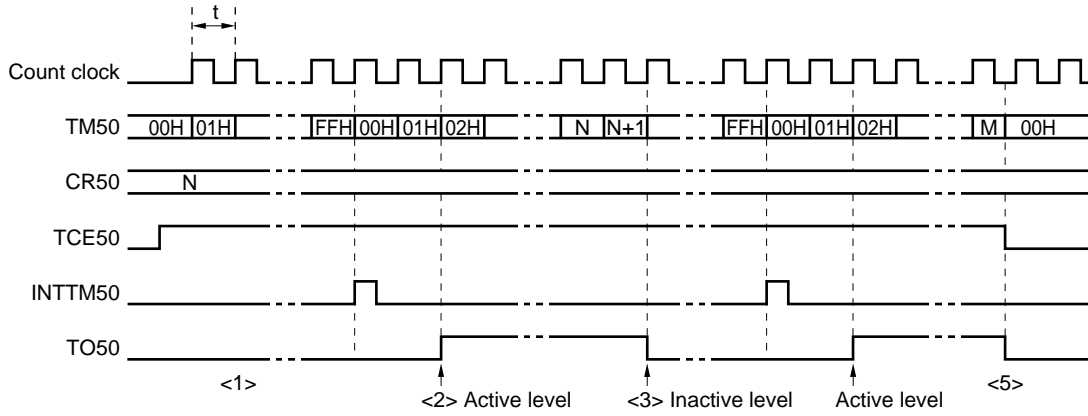 t
Count clock
TM50 00H 01H FFH 00H 01H 02H N N+1 FFH 00H 01H 02H M 00H
CR50 N
TCE50
INTTM50
TO50
<1> <2> Active level <3> Inactive level Active level <5>